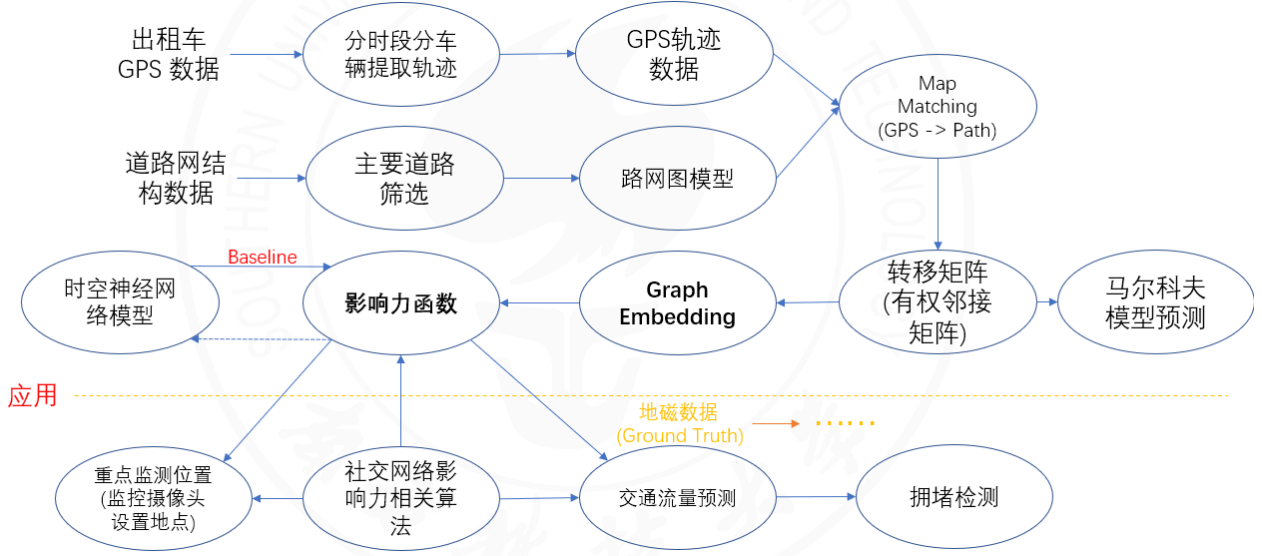 出租车
GPS 数据
分时段分车
辆提取轨迹
GPS轨迹
数据
Map
Matching
(GPS -> Path)
道路网结
构数据
主要道路
筛选
路网图模型
Baseline
时空神经网
络模型
影响力函数
Graph
Embedding
转移矩阵
(有权邻接
矩阵)
马尔科夫
模型预测
应用
地磁数据
(Ground Truth)
……
重点监测位置
(监控摄像头
设置地点)
社交网络影
响力相关算
法
交通流量预测
拥堵检测